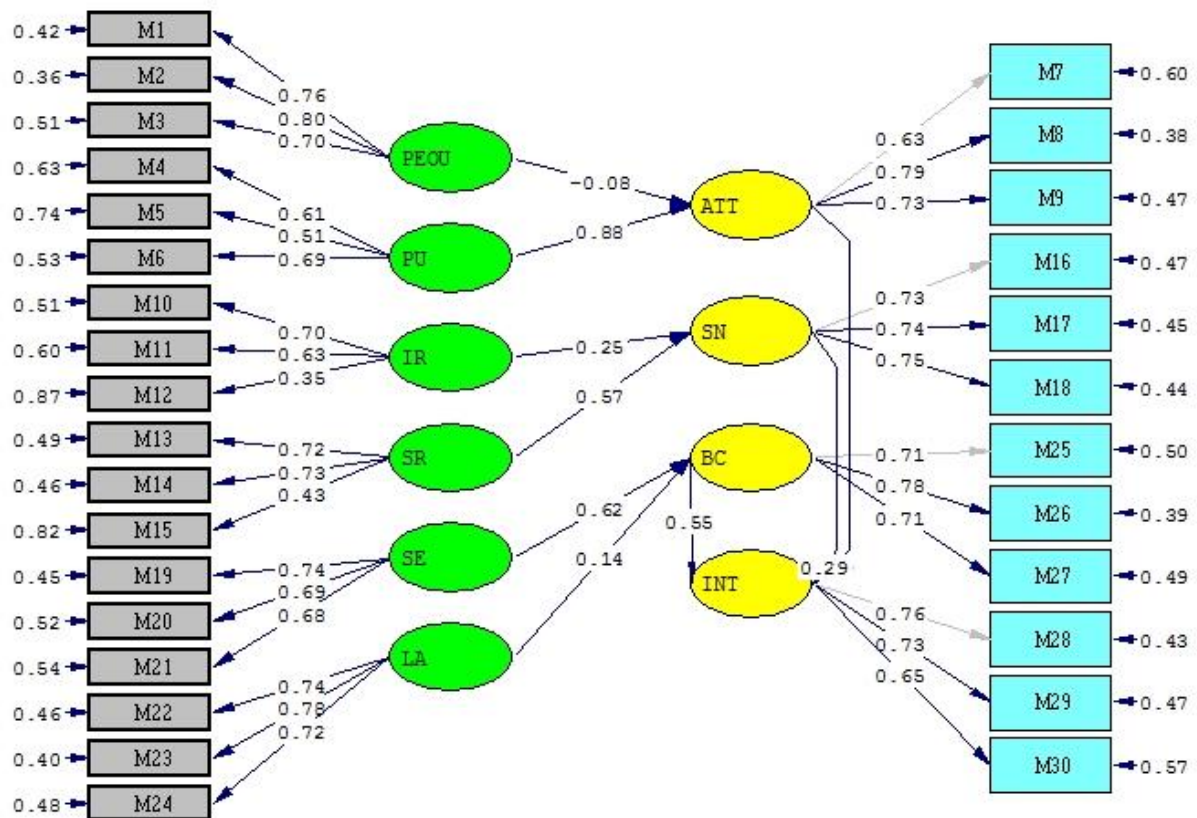 0.42 M1
0.36 M2
0.51 M3
0.63 M4
0.74 M5
0.53 M6
0.51 M10
0.60 M11
0.87 M12
0.49 M13
0.46 M14
0.82 M15
0.45 M19
0.52 M20
0.54 M21
0.46 M22
0.40 M23
0.48 M24
0.76
0.80
0.70
0.61
0.51
0.69
0.70
0.63
0.35
0.72
0.73
0.43
0.74
0.69
0.68
0.74
0.78
0.72
PEOU
PU
IR
SR
SE
LA
-0.08
0.88
0.25
0.57
0.62
0.14
ATT
SN
BC
0.55
INT
0.29
0.63
0.79
0.73
0.73
0.74
0.75
0.71
0.78
0.71
0.76
0.73
0.65
M7 0.60
M8 0.38
M9 0.47
M16 0.47
M17 0.45
M18 0.44
M25 0.50
M26 0.39
M27 0.49
M28 0.43
M29 0.47
M30 0.57